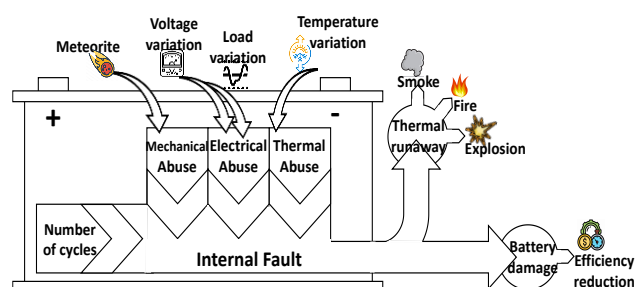 Voltage
variation
Meteorite
Load
variation
Temperature
variation
+
-
Mechanical
Abuse
Electrical
Abuse
Thermal
Abuse
Number
of cycles
Internal Fault
Smoke
Fire
Thermal
runaway
Explosion
Battery
damage
Efficiency
reduction